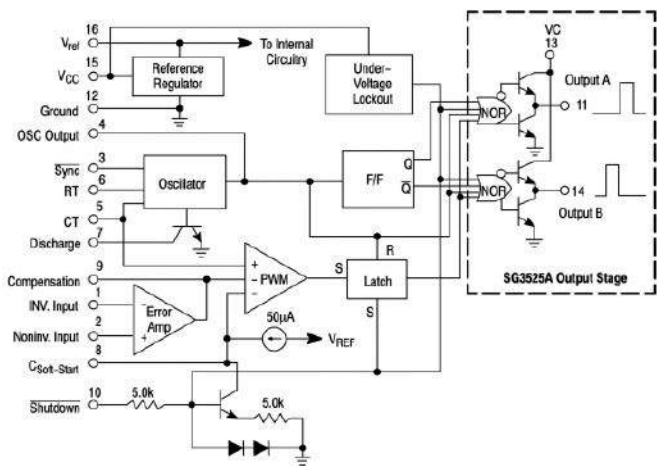 16
Vref
15
VCC
12
Ground
4
OSC Output
3
Sync
6
RT
5
CT
7
Discharge
9
Compensation
1
INV. Input
2
Noninv. Input
8
CSoft-Start
10
Shutdown
Reference
Regulator
To Internal
Circuitry
Under-
Voltage
Lockout
Oscillator
F/F
Q
Q
+
–
–
PWM
S
R
Latch
S
–
Error
Amp
+
50µA
VREF
5.0k
5.0k
VC
13
NOR
Output A
11
NOR
14
Output B
SG3525A Output Stage